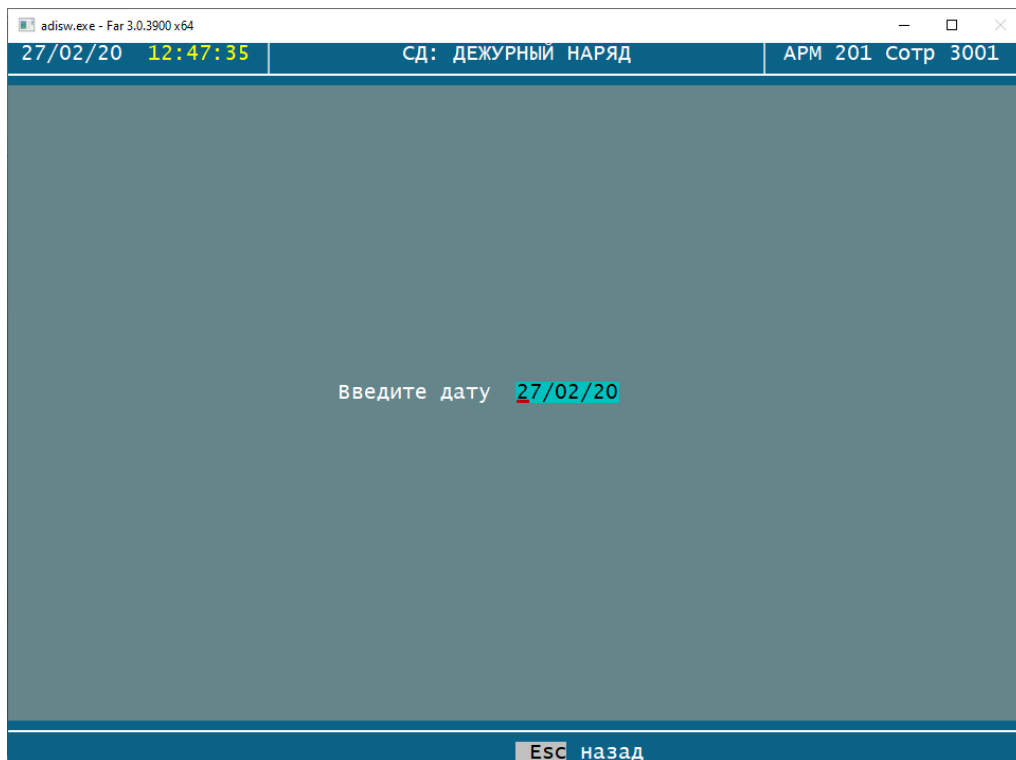 adisw.exe - Far 3.0.3900 x64
27/02/20 12:47:35 СД: ДЕЖУРНЫЙ НАРЯД АРМ 201 Сотр 3001
Введите дату 27/02/20
Esc назад